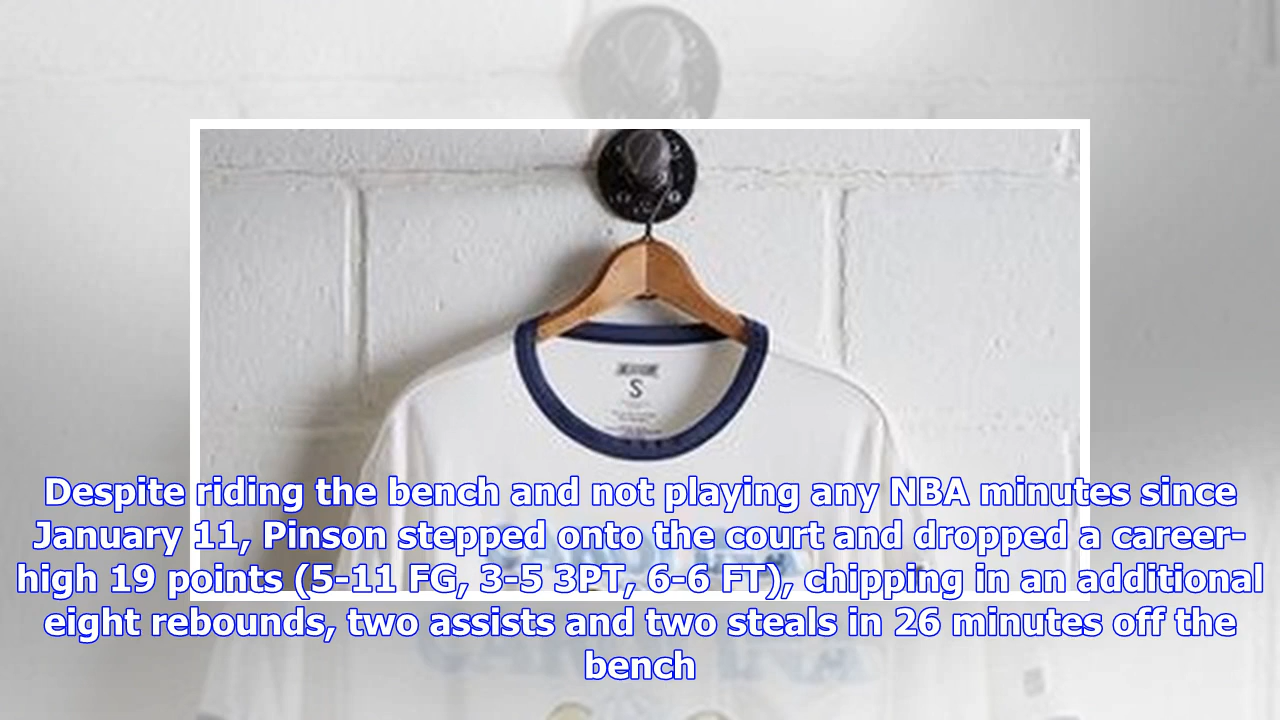 S
Despite riding the bench and not playing any NBA minutes since
January 11, Pinson stepped onto the court and dropped a career-
high 19 points (5-11 FG, 3-5 3PT, 6-6 FT), chipping in an additional
eight rebounds, two assists and two steals in 26 minutes off the
bench